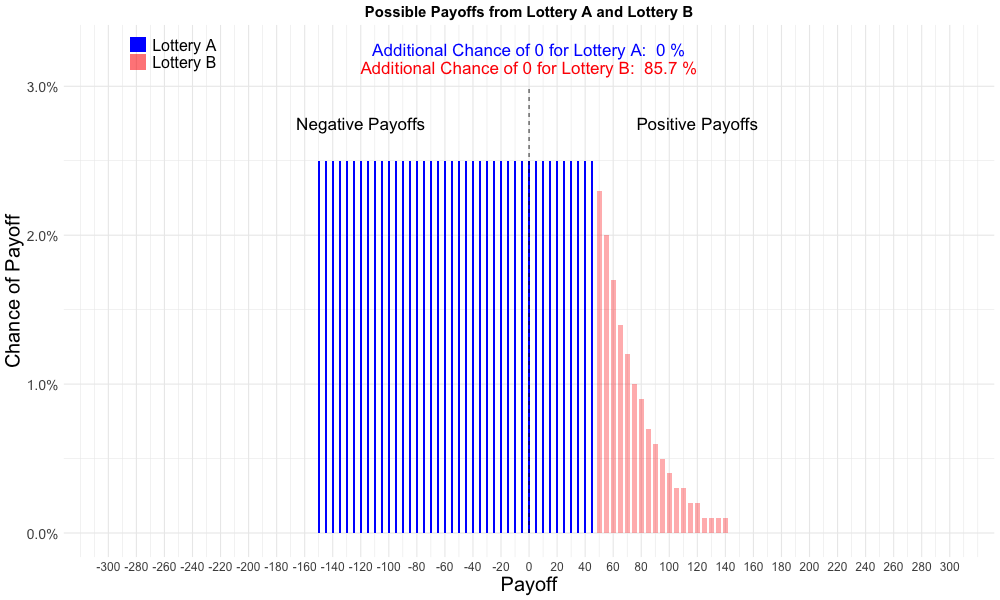 Possible Payoffs from Lottery A and Lottery B
Lottery A
Lottery B
Additional Chance of 0 for Lottery A:  0 %
Additional Chance of 0 for Lottery B:  85.7 %
Negative Payoffs
Positive Payoffs
Chance of Payoff
3.0%
2.0%
1.0%
0.0%
-300 -280 -260 -240 -220 -200 -180 -160 -140 -120 -100 -80 -60 -40 -20 0 20 40 60 80 100 120 140 160 180 200 220 240 260 280 300
Payoff